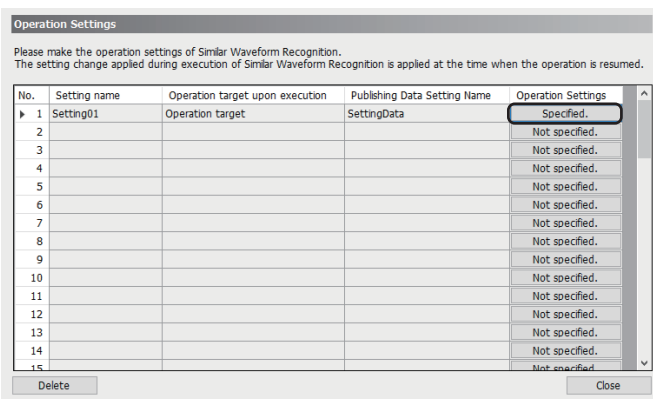 Operation Settings
Please make the operation settings of Similar Waveform Recognition.
The setting change applied during execution of Similar Waveform Recognition is applied at the time when the operation is resumed.
No. Setting name Operation target upon execution Publishing Data Setting Name Operation Settings
1 Setting01 Operation target SettingData Specified.
2 Not specified.
3 Not specified.
4 Not specified.
5 Not specified.
6 Not specified.
7 Not specified.
8 Not specified.
9 Not specified.
10 Not specified.
11 Not specified.
12 Not specified.
13 Not specified.
14 Not specified.
15 Not specified.
Delete Close